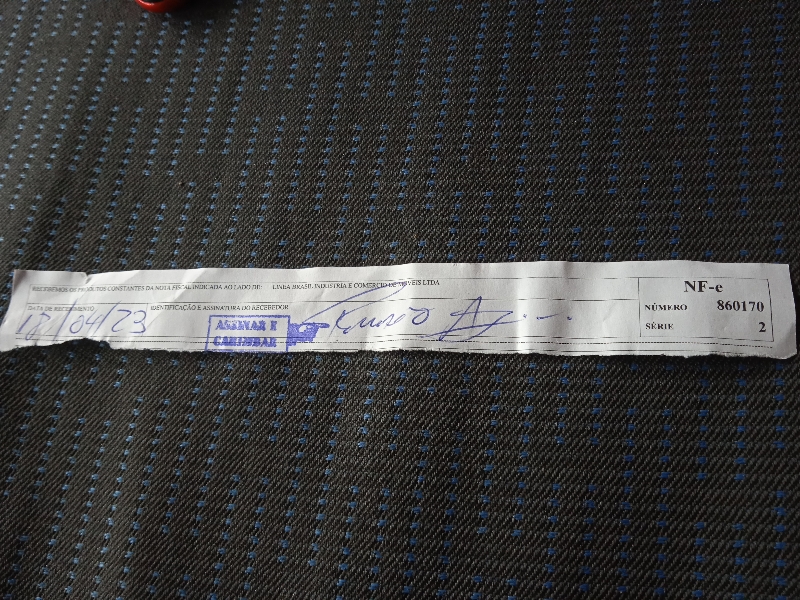 RECEBEMOS OS PRODUTOS CONSTANTES DA NOTA FISCAL INDICADA AO LADO DE: LINEA BRASIL INDUSTRIA E COMERCIO DE MOVEIS LTDA
NF-e
NÚMERO 860170
SÉRIE 2
DATA DE RECEBIMENTO
18/04/23
IDENTIFICAÇÃO E ASSINATURA DO RECEBEDOR
ASSINAR E
CARIMBAR